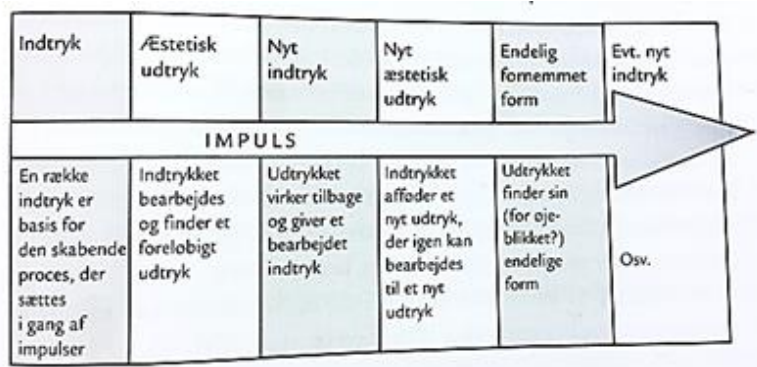 Indtryk
Æstetisk
udtryk
Nyt
indtryk
Nyt
æstetisk
udtryk
Endelig
fornemmet
form
Evt. nyt
indtryk
IMPULS
En række
indtryk er
basis for
den skabende
proces, der
sættes
i gang af
impulser
Indtrykket
bearbejdes
og finder et
foreløbigt
udtryk
Udtrykket
virker tilbage
og giver et
bearbejdet
indtryk
Indtrykket
afføder et
nyt udtryk,
der igen kan
bearbejdes
til et nyt
udtryk
Udtrykket
finder sin
(for øje-
blikket?)
endelige
form
Osv.